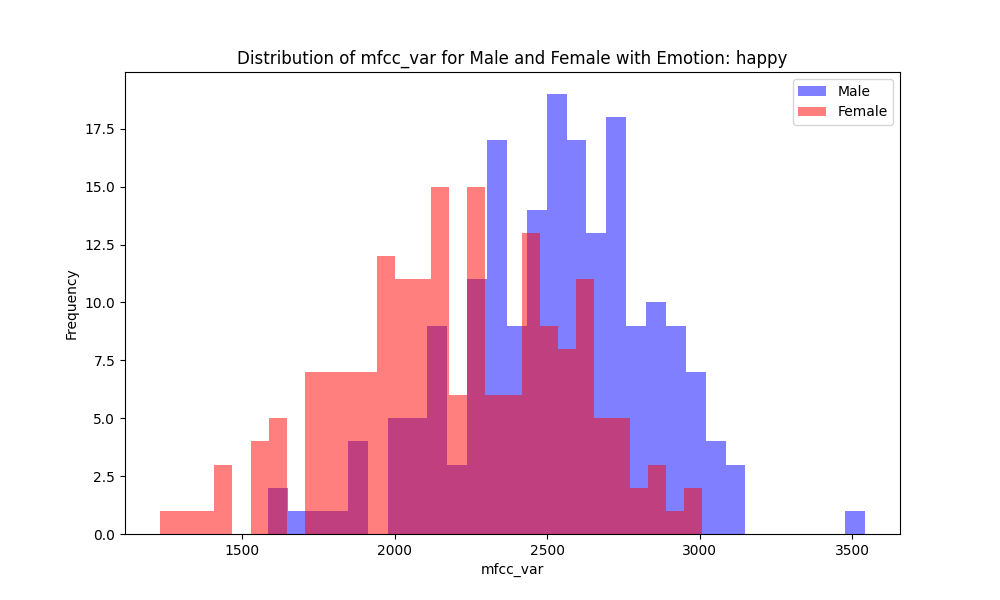 Distribution of mfcc_var for Male and Female with Emotion: happy
Male
Female
17.5
15.0
12.5
10.0
7.5
5.0
2.5
0.0
Frequency
1500
2000
2500
3000
3500
mfcc_var